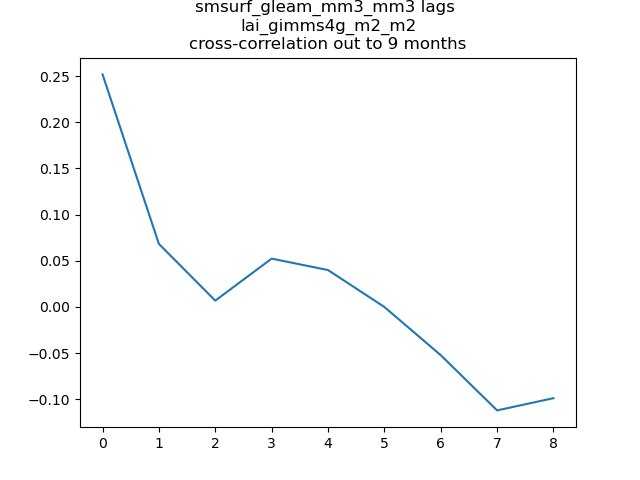 smsurf_gleam_mm3_mm3 lags
lai_gimms4g_m2_m2
cross-correlation out to 9 months
0.25
0.20
0.15
0.10
0.05
0.00
−0.05
−0.10
0 1 2 3 4 5 6 7 8